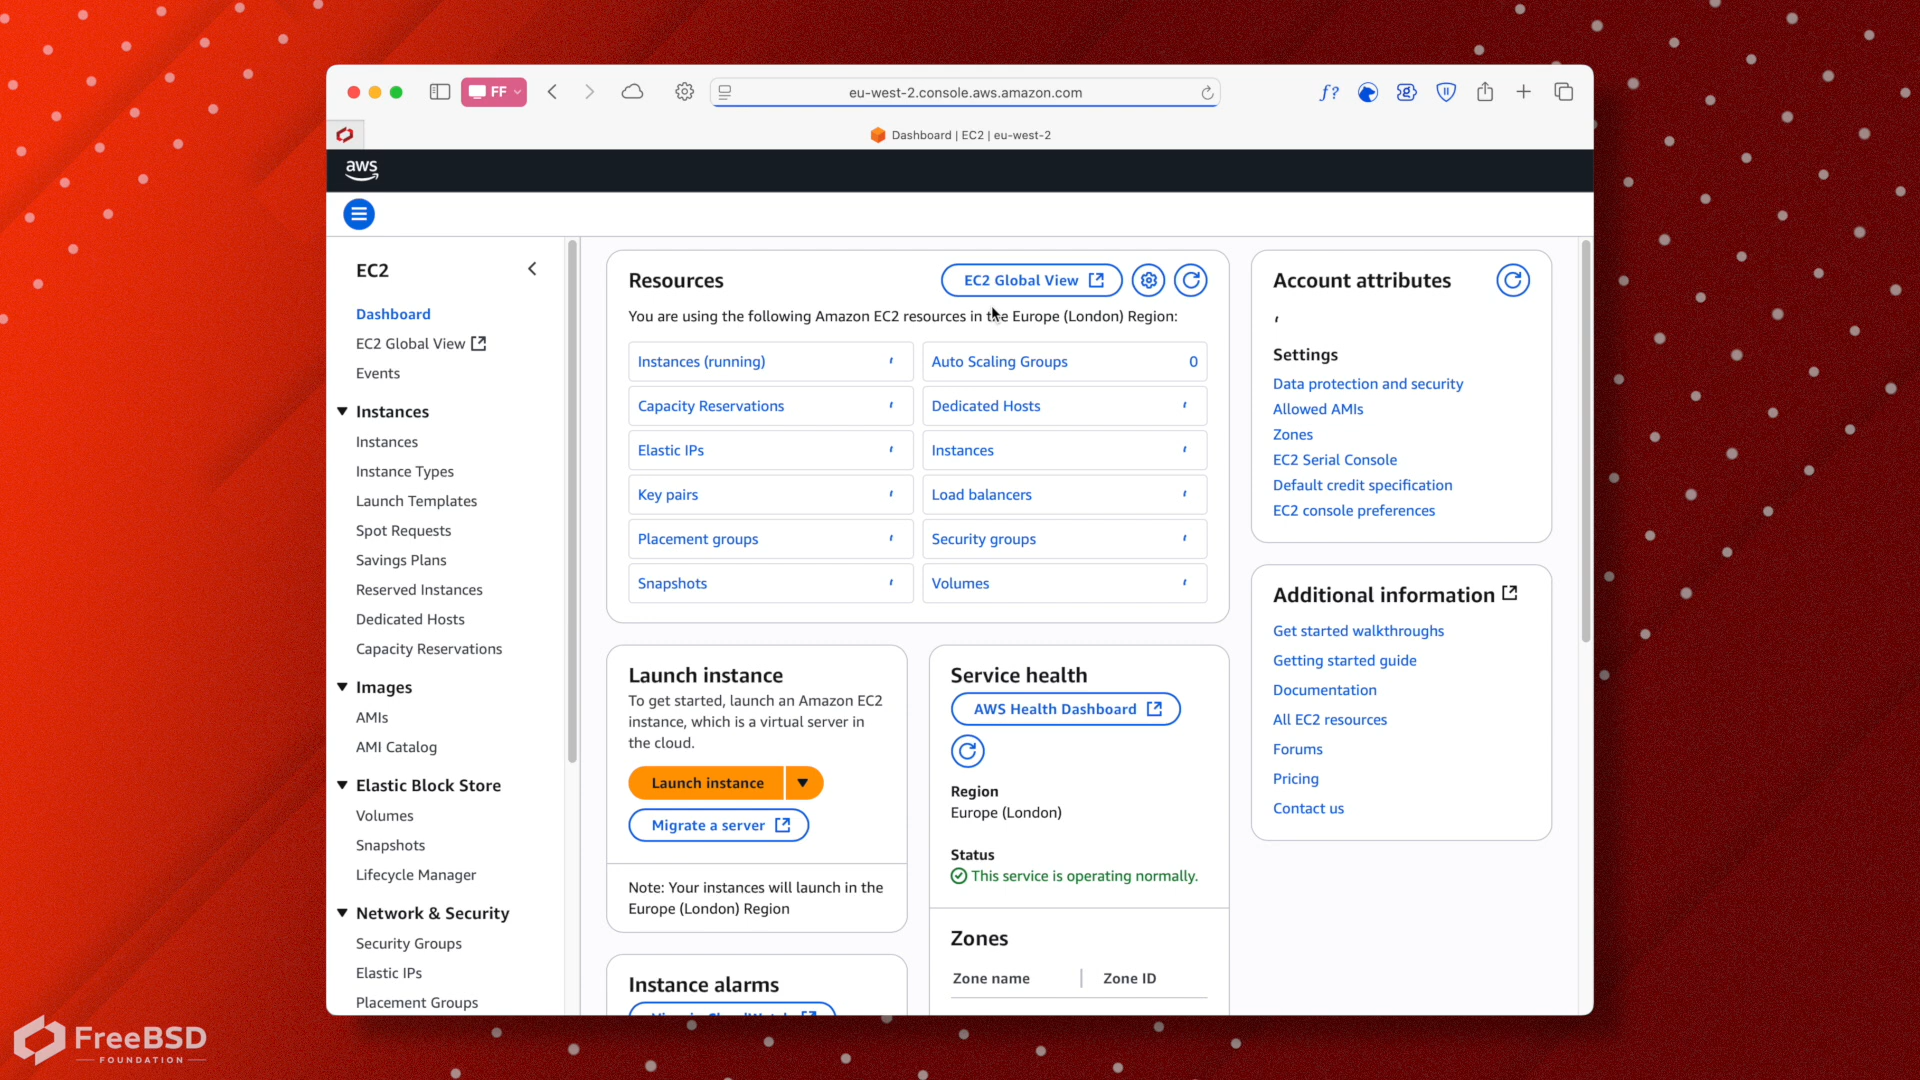 FF
eu-west-2.console.aws.amazon.com
f?
Dashboard | EC2 | eu-west-2
aws
EC2
Dashboard
EC2 Global View
Events
Instances
Instances
Instance Types
Launch Templates
Spot Requests
Savings Plans
Reserved Instances
Dedicated Hosts
Capacity Reservations
Images
AMIs
AMI Catalog
Elastic Block Store
Volumes
Snapshots
Lifecycle Manager
Network & Security
Security Groups
Elastic IPs
Placement Groups
Resources
EC2 Global View
You are using the following Amazon EC2 resources in the Europe (London) Region:
Instances (running)
Auto Scaling Groups 0
Capacity Reservations
Dedicated Hosts
Elastic IPs
Instances
Key pairs
Load balancers
Placement groups
Security groups
Snapshots
Volumes
Launch instance
To get started, launch an Amazon EC2
instance, which is a virtual server in
the cloud.
Launch instance
Migrate a server
Note: Your instances will launch in the
Europe (London) Region
Instance alarms
Service health
AWS Health Dashboard
Region
Europe (London)
Status
This service is operating normally.
Zones
Zone name
Zone ID
Account attributes
Settings
Data protection and security
Allowed AMIs
Zones
EC2 Serial Console
Default credit specification
EC2 console preferences
Additional information
Get started walkthroughs
Getting started guide
Documentation
All EC2 resources
Forums
Pricing
Contact us
FreeBSD
FOUNDATION